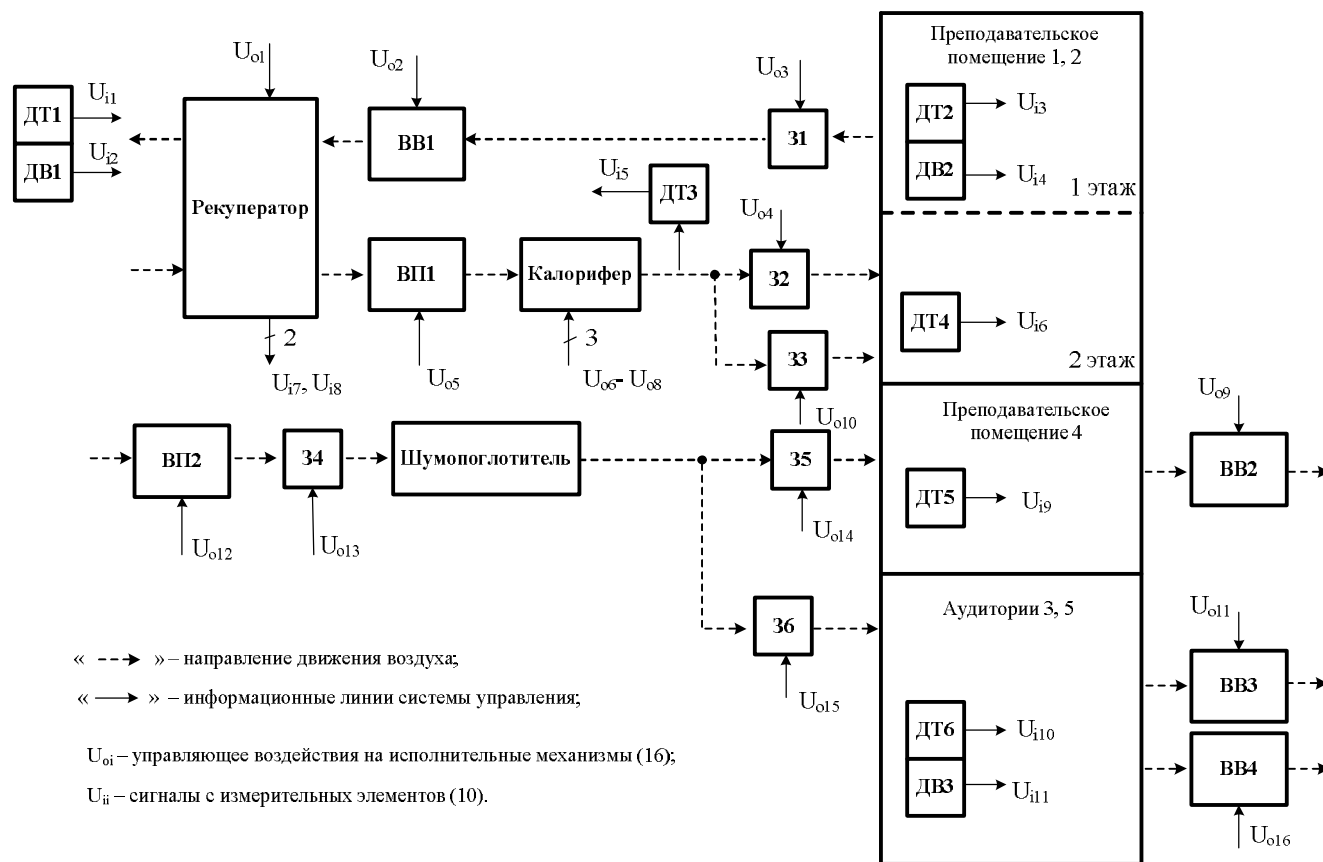 Преподавательское
помещение 1, 2
Uo1
Uo2
Uo3
ДТ1
Ui1
ДВ1
Ui2
Рекуператор
ВВ1
З1
ДТ2
Ui3
ДВ2
Ui4
1 этаж
Ui5
ДТ3
Uo4
ВП1
Калорифер
З2
ДТ4
Ui6
2
3
З3
2 этаж
Ui7, Ui8
Uo5
Uo6- Uo8
Uo10
Uo9
Преподавательское
помещение 4
ВП2
З4
Шумопоглотитель
З5
ДТ5
Ui9
ВВ2
Uo12
Uo13
Uo14
З6
Аудитории 3, 5
Uo11
« » – направление движения воздуха;
« » – информационные линии системы управления;
Uo15
ВВ3
ДТ6
Ui10
Uoi – управляющее воздействия на исполнительные механизмы (16);
ВВ4
ДВ3
Ui11
Uii – сигналы с измерительных элементов (10).
Uo16